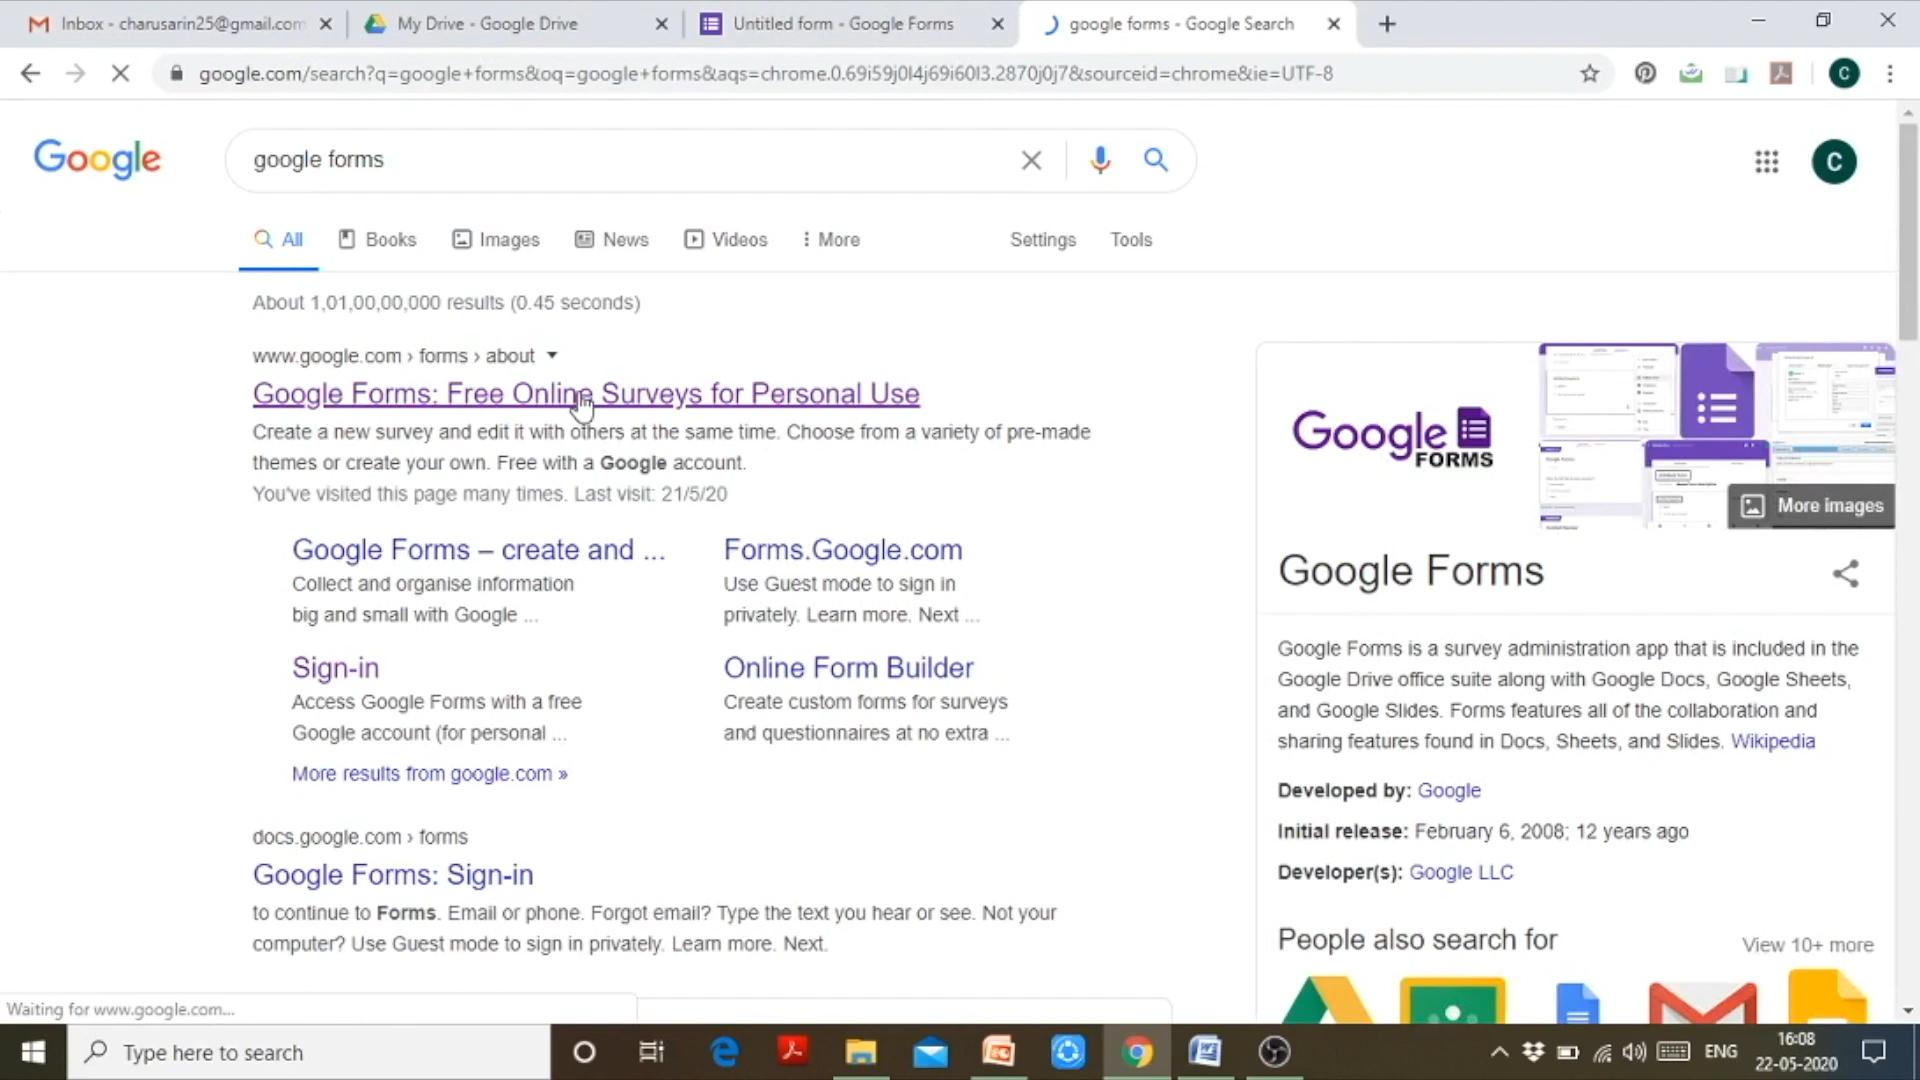 Inbox - charusarin25@gmail.com
My Drive - Google Drive
Untitled form - Google Forms
google forms - Google Search
google.com/search?q=google+forms&oq=google+forms&aqs=chrome.0.69i59j0l4j69i60l3.2870j0j7&sourceid=chrome&ie=UTF-8
C
Google
google forms
C
All Books Images News Videos More Settings Tools
About 1,01,00,00,000 results (0.45 seconds)
www.google.com › forms › about
Google Forms: Free Online Surveys for Personal Use
Create a new survey and edit it with others at the same time. Choose from a variety of pre-made
themes or create your own. Free with a Google account.
You've visited this page many times. Last visit: 21/5/20
Google Forms – create and ...
Collect and organise information
big and small with Google ...
Forms.Google.com
Use Guest mode to sign in
privately. Learn more. Next ...
Sign-in
Access Google Forms with a free
Google account (for personal ...
Online Form Builder
Create custom forms for surveys
and questionnaires at no extra ...
More results from google.com »
docs.google.com › forms
Google Forms: Sign-in
to continue to Forms. Email or phone. Forgot email? Type the text you hear or see. Not your
computer? Use Guest mode to sign in privately. Learn more. Next.
Google
FORMS
More images
Google Forms
Google Forms is a survey administration app that is included in the
Google Drive office suite along with Google Docs, Google Sheets,
and Google Slides. Forms features all of the collaboration and
sharing features found in Docs, Sheets, and Slides. Wikipedia
Developed by: Google
Initial release: February 6, 2008; 12 years ago
Developer(s): Google LLC
People also search for
View 10+ more
Waiting for www.google.com...
Type here to search
ENG
16:08
22-05-2020